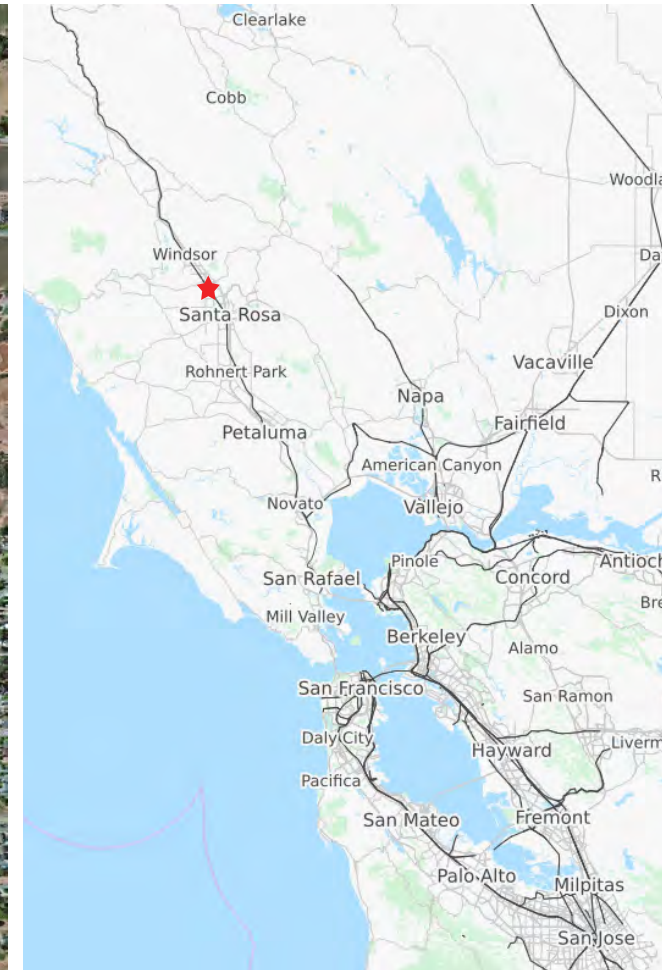 Clearlake
Cobb
Woodla
Windsor
Da
Santa Rosa
Dixon
Vacaville
Rohnert Park
Napa
Fairfield
Petaluma
American Canyon
R
Novato
Vallejo
Pinole
Antioch
San Rafael
Concord
Bre
Mill Valley
Berkeley
Alamo
San Francisco
San Ramon
Daly City
Hayward
Liverm
Pacifica
San Mateo
Fremont
Palo Alto
Milpitas
San Jose